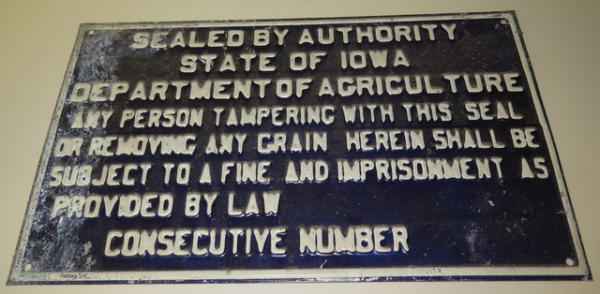 SEALED BY AUTHORITY
STATE OF IOWA
DEPARTMENT OF AGRICULTURE
ANY PERSON TAMPERING WITH THIS SEAL
OR REMOVING ANY GRAIN HEREIN SHALL BE
SUBJECT TO A FINE AND IMPRISONMENT AS
PROVIDED BY LAW
CONSECUTIVE NUMBER